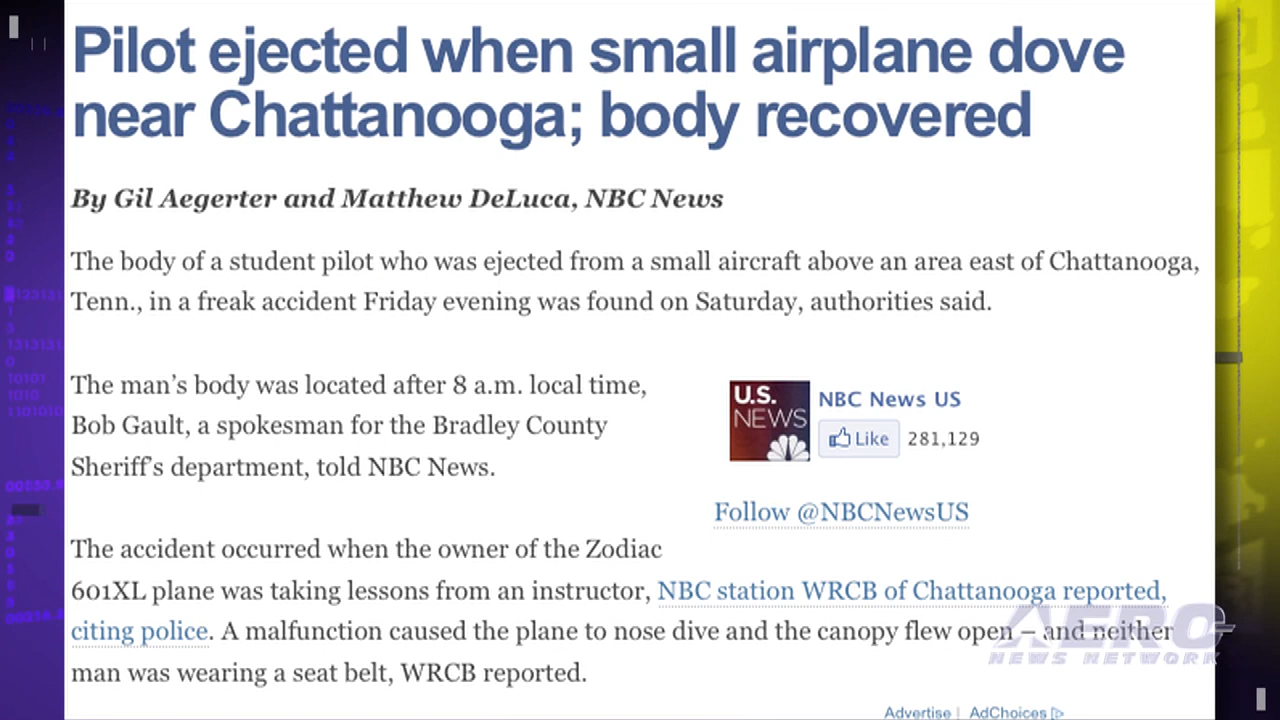 Pilot ejected when small airplane dove
near Chattanooga; body recovered
By Gil Aegerter and Matthew DeLuca, NBC News
The body of a student pilot who was ejected from a small aircraft above an area east of Chattanooga,
Tenn., in a freak accident Friday evening was found on Saturday, authorities said.
The man’s body was located after 8 a.m. local time,
Bob Gault, a spokesman for the Bradley County
Sheriff’s department, told NBC News.
U.S.
NEWS
NBC News US
Like 281,129
Follow @NBCNewsUS
The accident occurred when the owner of the Zodiac
601XL plane was taking lessons from an instructor, NBC station WRCB of Chattanooga reported,
citing police. A malfunction caused the plane to nose dive and the canopy flew open – and neither
man was wearing a seat belt, WRCB reported.
AERO
NEWS NETWORK
Advertise | AdChoices